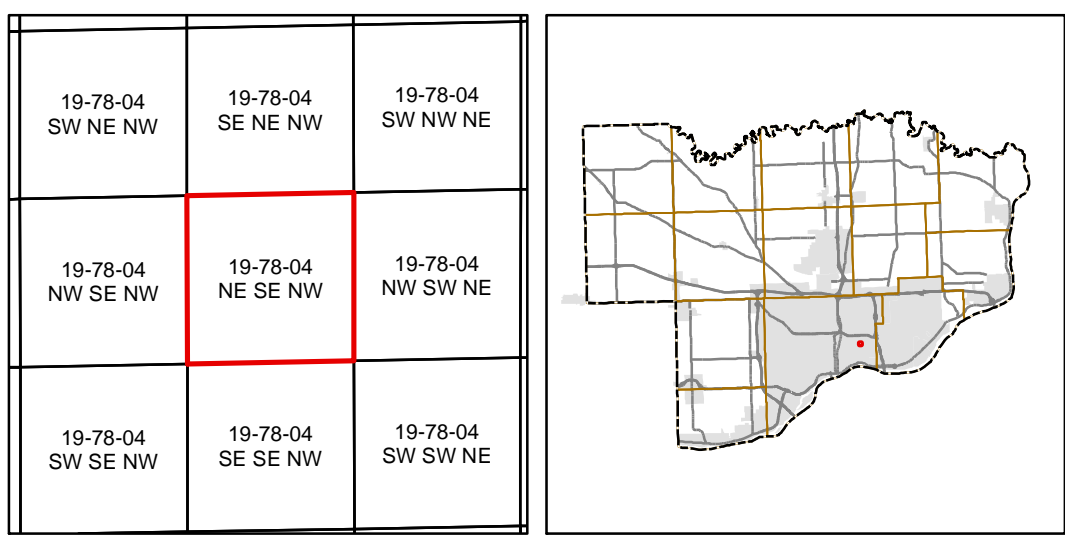 19-78-04
SW NE NW
19-78-04
SE NE NW
19-78-04
SW NW NE
19-78-04
NW SE NW
19-78-04
NE SE NW
19-78-04
NW SW NE
19-78-04
SW SE NW
19-78-04
SE SE NW
19-78-04
SW SW NE